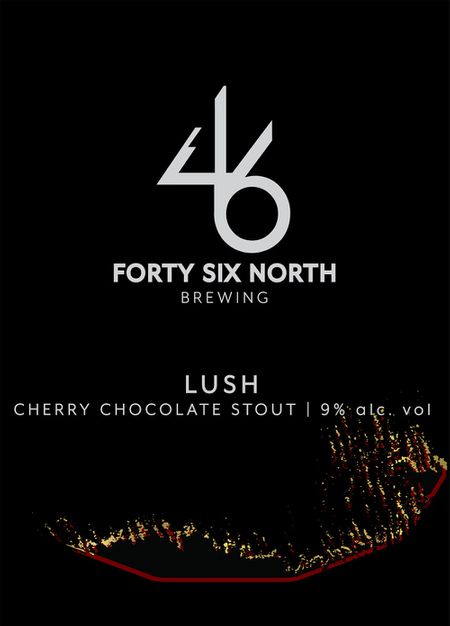 46
FORTY SIX NORTH
BREWING
LUSH
CHERRY CHOCOLATE STOUT | 9% alc. vol